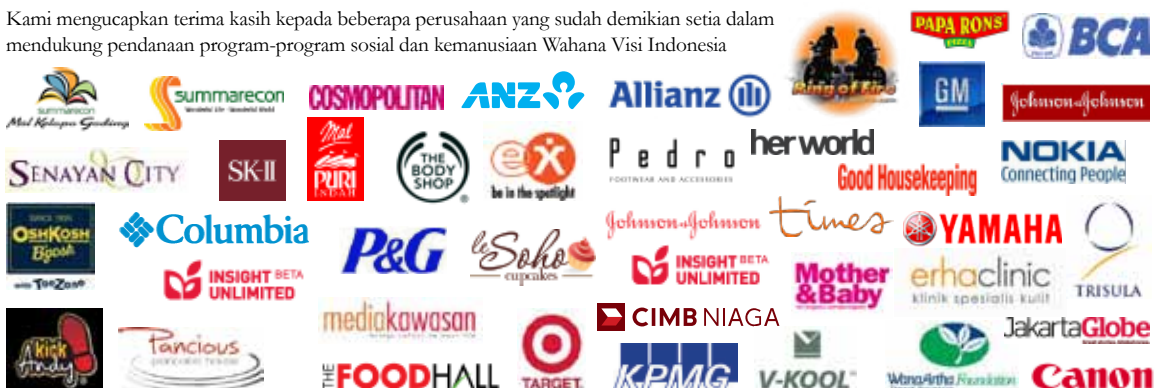 Kami mengucapkan terima kasih kepada beberapa perusahaan yang sudah demikian setia dalam
mendukung pendanaan program-program sosial dan kemanusiaan Wahana Visi Indonesia
PAPA RONS
PIZZA
BCA
Ring of Fire
summarecon
Mal Kelapa Gading
summarecon
COSMOPOLITAN
ANZ
Allianz
GM
Johnson & Johnson
SENAYAN CITY
SK-II
Mal
PURI
INDAH
THE
BODY
SHOP
eX
be in the spotlight
Pedro
FOOTWEAR AND ACCESSORIES
her world
Good Housekeeping
NOKIA
Connecting People
OSHKOSH
B'gosh
Columbia
P&G
le Soho
cupcakes
Johnson & Johnson
times
YAMAHA
TRISULA
INSIGHT BETA
UNLIMITED
INSIGHT BETA
UNLIMITED
Mother
&Baby
erhaclinic
klinik spesialis kulit
kick
Andy
Pancious
pancake house
mediakawasan
THE FOODHALL
TARGET
CIMB NIAGA
KPMG
V-KOOL
WanaArtha Foundation
JakartaGlobe
Canon